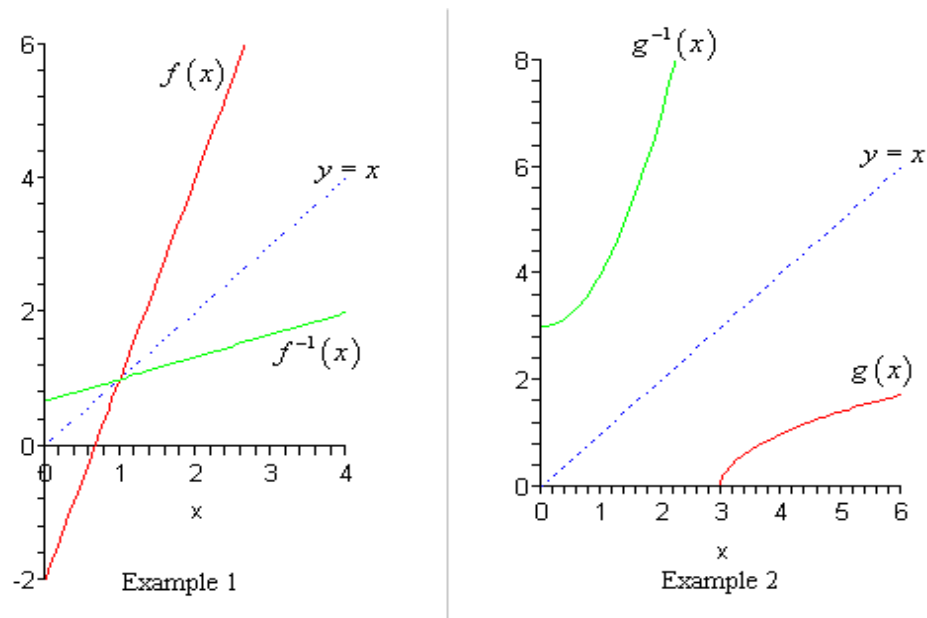 6
f(x)
4
y = x
2
f⁻¹(x)
0
0 1 2 3 4
x
-2
Example 1
g⁻¹(x)
8
6
y = x
4
2
g(x)
0
0 1 2 3 4 5 6
x
Example 2